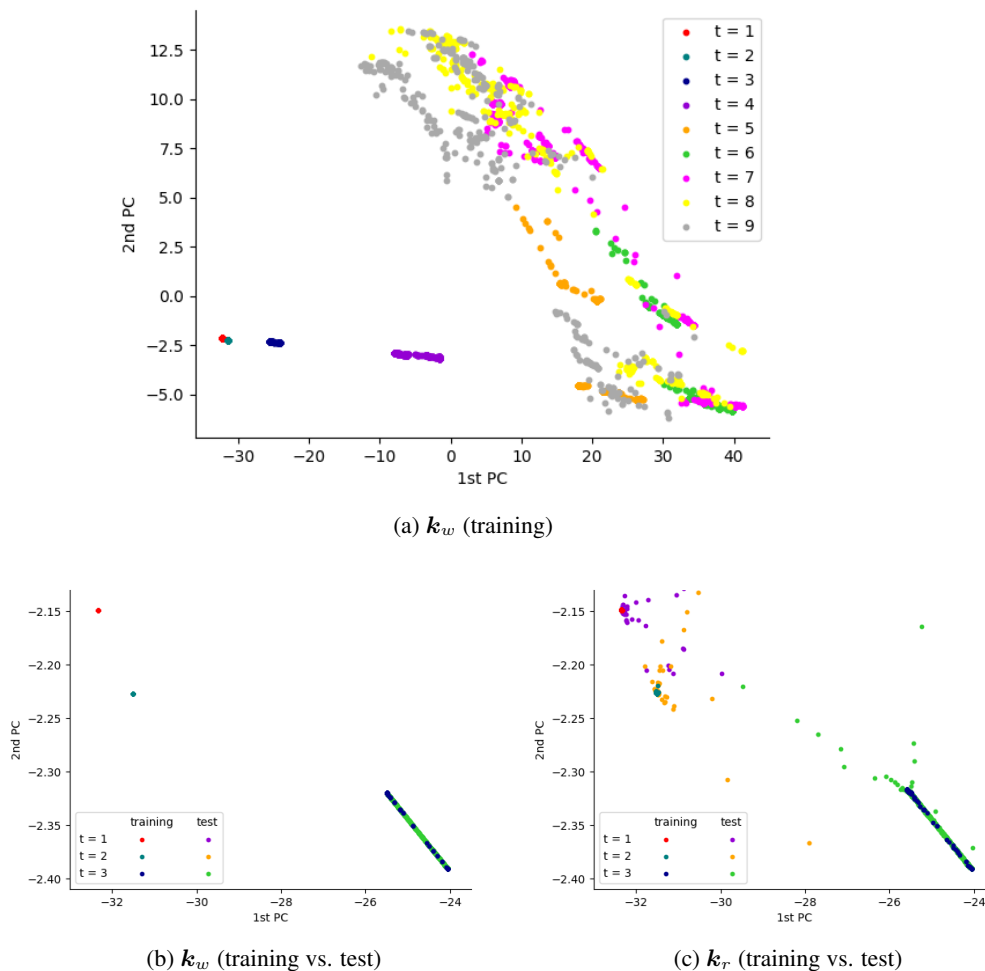 12.5
10.0
7.5
5.0
2.5
0.0
−2.5
−5.0
2nd PC
−30 −20 −10 0 10 20 30 40
1st PC
t = 1
t = 2
t = 3
t = 4
t = 5
t = 6
t = 7
t = 8
t = 9
(a) k_w (training)
−2.15
−2.20
−2.25
−2.30
−2.35
−2.40
2nd PC
training test
t = 1
t = 2
t = 3
−32 −30 −28 −26 −24
1st PC
(b) k_w (training vs. test)
−2.15
−2.20
−2.25
−2.30
−2.35
−2.40
2nd PC
training test
t = 1
t = 2
t = 3
−32 −30 −28 −26 −24
1st PC
(c) k_r (training vs. test)